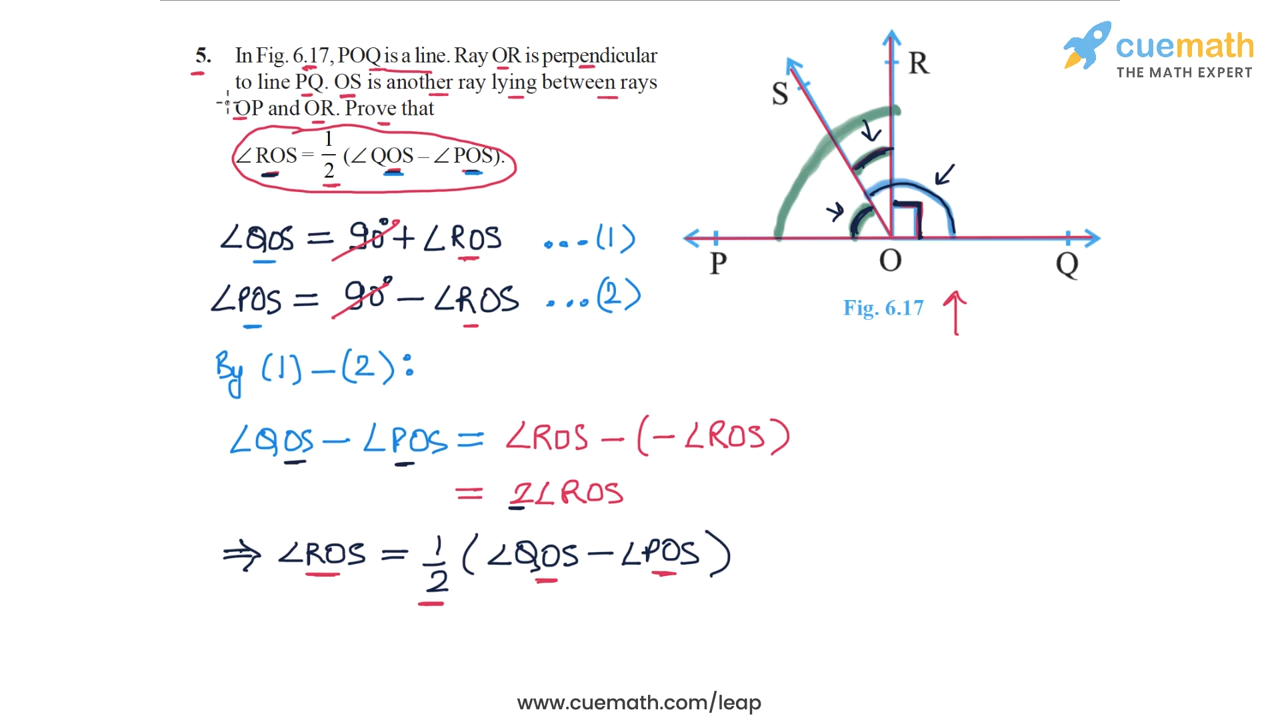 5. In Fig. 6.17, POQ is a line. Ray OR is perpendicular
to line PQ. OS is another ray lying between rays
OP and OR. Prove that
∠ROS = 1/2 (∠QOS – ∠POS).
∠QOS = 90° + ∠ROS ...(1)
∠POS = 90° – ∠ROS ...(2)
By (1) – (2):
∠QOS – ∠POS = ∠ROS – (– ∠ROS)
= 2∠ROS
⇒ ∠ROS = 1/2 (∠QOS – ∠POS)
cuemath
THE MATH EXPERT
R
S
P
O
Q
Fig. 6.17
www.cuemath.com/leap